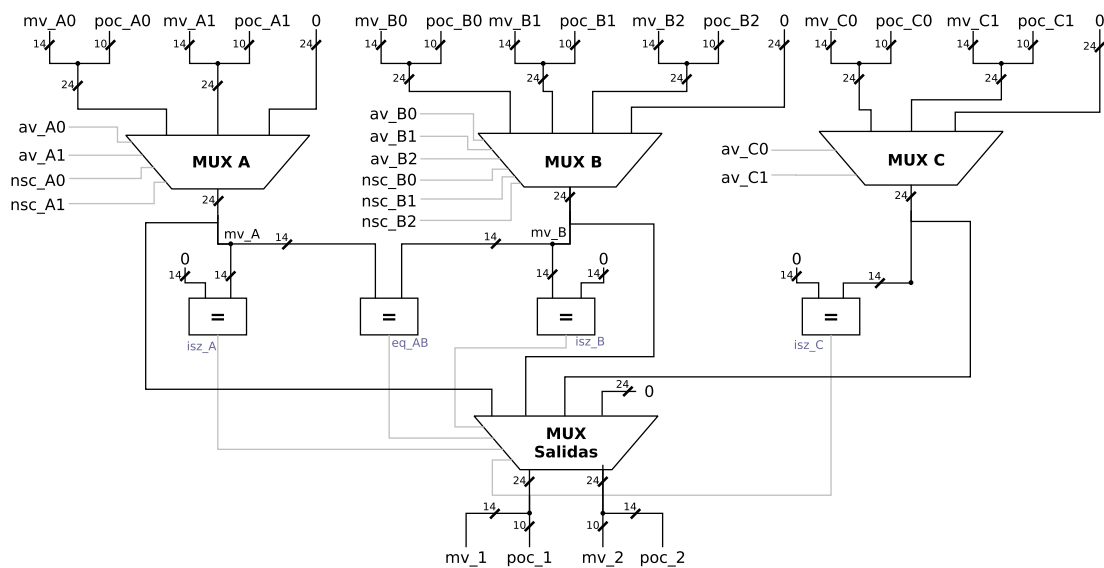 mv_A0 poc_A0 mv_A1 poc_A1 0 mv_B0 poc_B0 mv_B1 poc_B1 mv_B2 poc_B2 0 mv_C0 poc_C0 mv_C1 poc_C1 0
14 10 14 10 24 14 10 14 10 14 10 24 14 10 14 10 24
24 24 24 24 24 24 24
av_A0
av_A1
nsc_A0
nsc_A1
MUX A
av_B0
av_B1
av_B2
nsc_B0
nsc_B1
nsc_B2
MUX B
av_C0
av_C1
MUX C
24 24 24
mv_A 14 14 mv_B
0 0 0
14 14 14 14 14 14
= = = =
isz_A eq_AB isz_B isz_C
24 0
MUX
Salidas
24 24
14 14
10 10
mv_1 poc_1 mv_2 poc_2